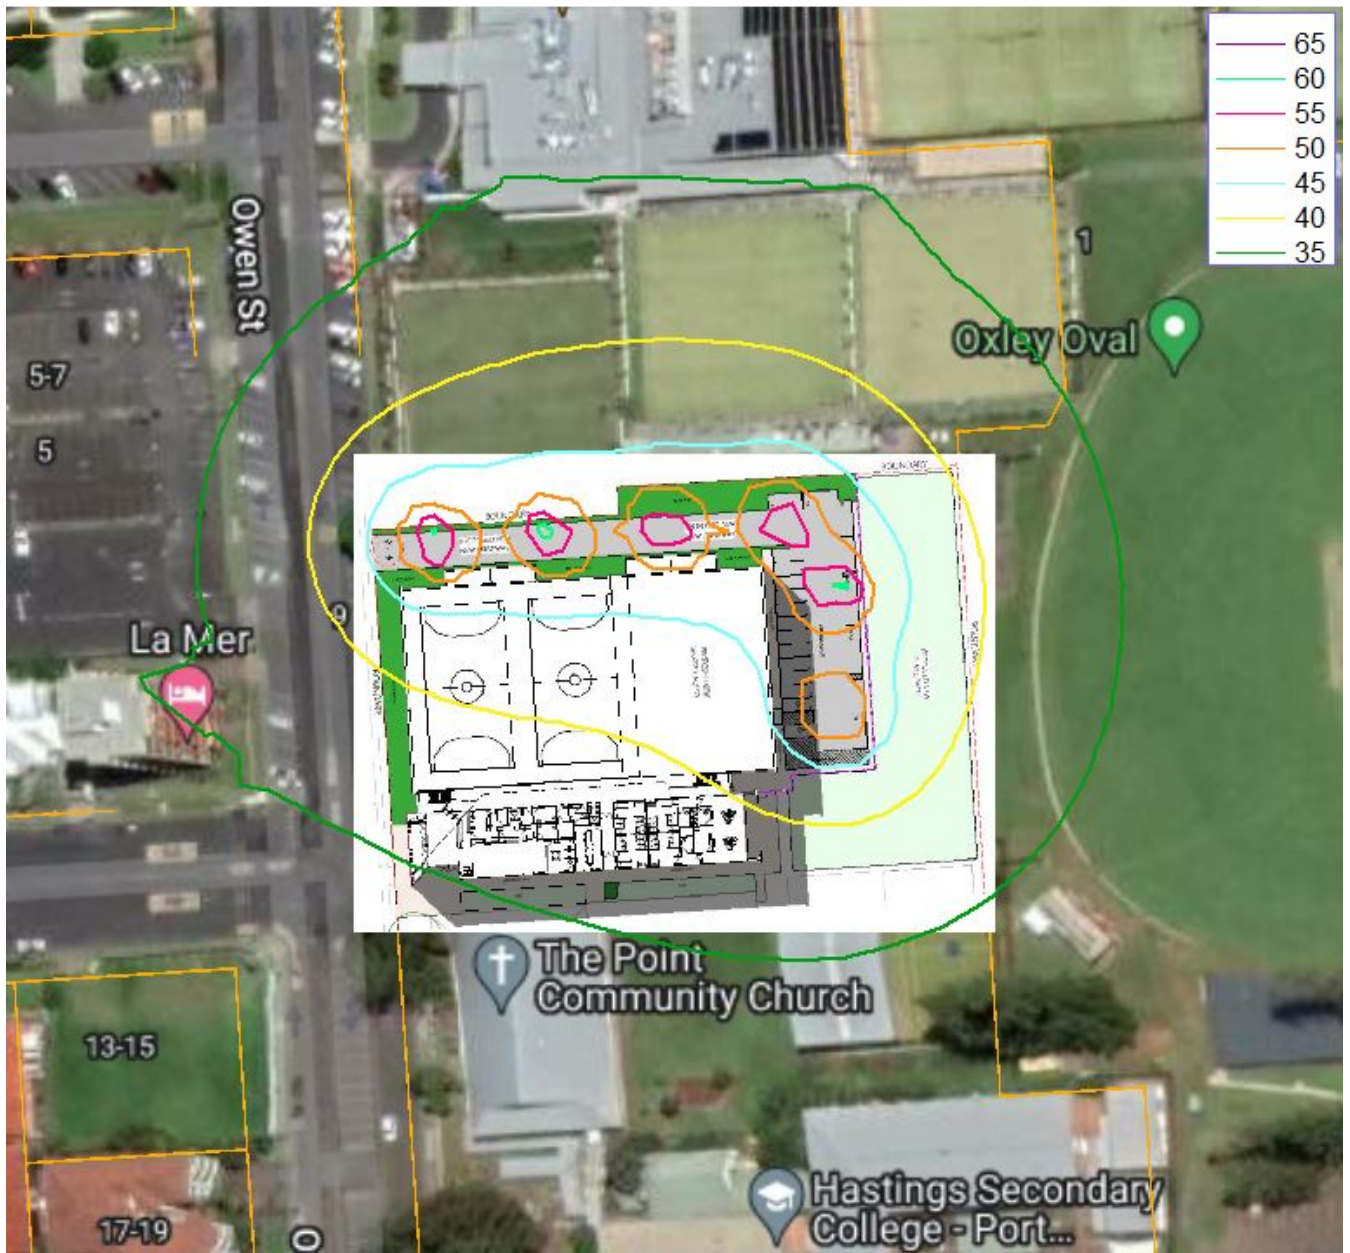 65
60
55
50
45
40
35
Owen St
1
Oxley Oval
5-7
5
9
La Mer
BOUNDARY
BOUNDARY
The Point
Community Church
13-15
17-19
Hastings Secondary
College - Port...